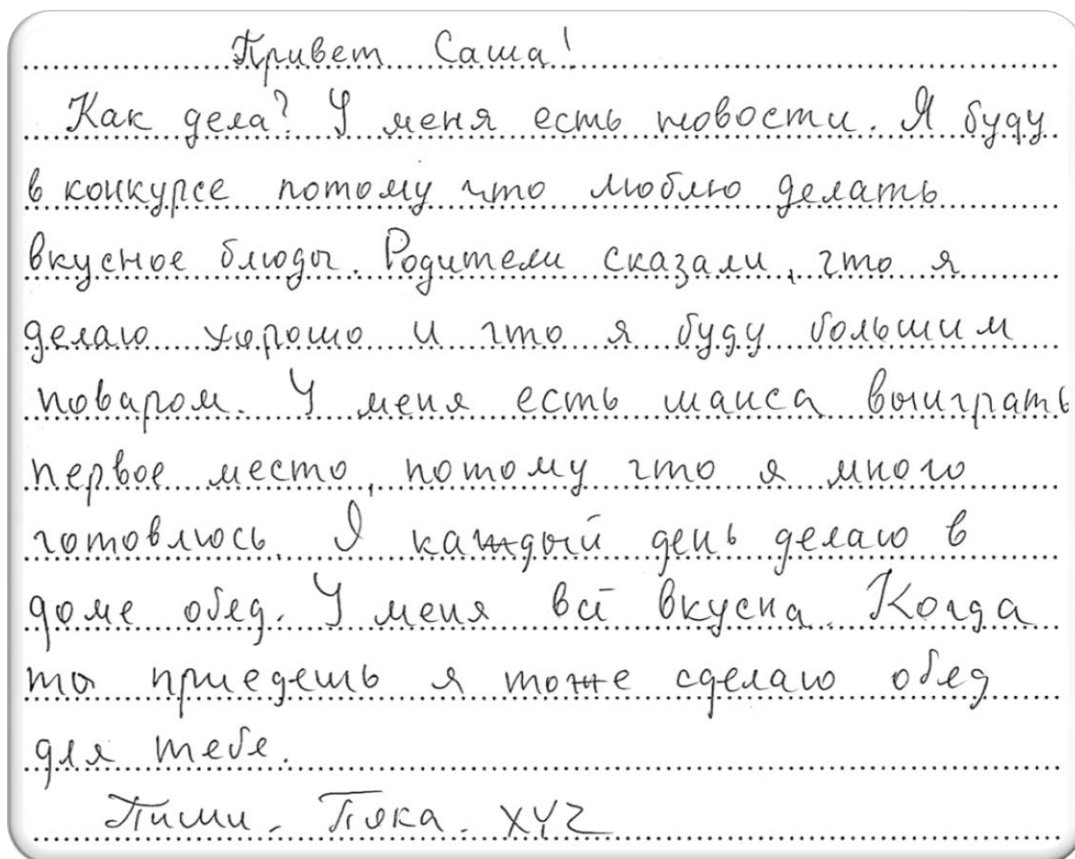 Привет Саша!
Как дела? У меня есть новости. Я буду
в конкурсе потому что люблю делать
вкусное блюды. Родители сказали, что я
делаю хорошо и что я буду большим
поваром. У меня есть шанса выиграть
первое место, потому что я много
готовлюсь. Я каждый день делаю в
доме обед. У меня всё вкусна. Когда
ты приедешь я тоже сделаю обед
для тебе.
Пиши. Пока. XYZ